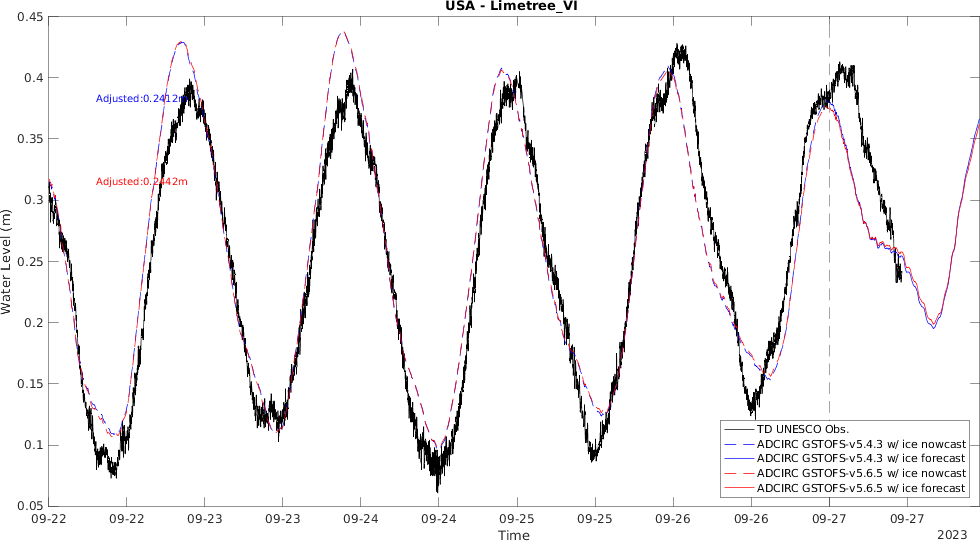 USA - Limetree_VI
0.45
0.4
0.35
0.3
0.25
0.2
0.15
0.1
0.05
Water Level (m)
Adjusted:0.2412m
Adjusted:0.2442m
TD UNESCO Obs.
ADCIRC GSTOFS-v5.4.3 w/ ice nowcast
ADCIRC GSTOFS-v5.4.3 w/ ice forecast
ADCIRC GSTOFS-v5.6.5 w/ ice nowcast
ADCIRC GSTOFS-v5.6.5 w/ ice forecast
09-22 09-22 09-23 09-23 09-24 09-24 09-25 09-25 09-26 09-26 09-27 09-27
2023
Time